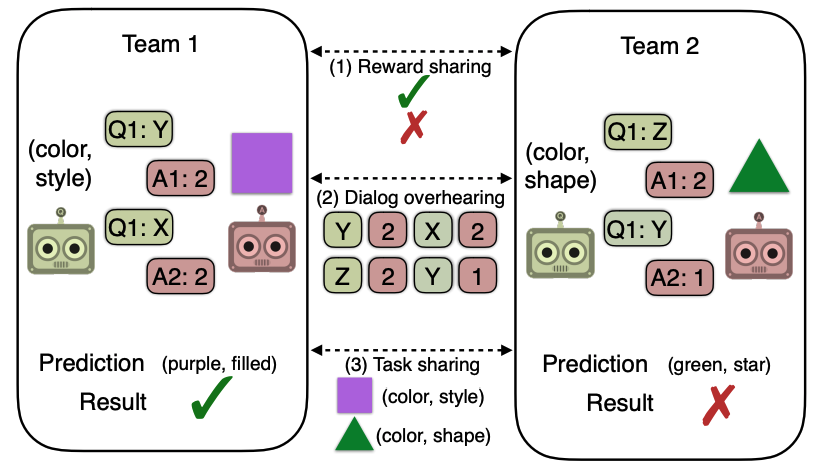 Team 1
(color,
style)
Q1: Y
A1: 2
Q1: X
A2: 2
Q
A
Prediction (purple, filled)
Result
(1) Reward sharing
(2) Dialog overhearing
Y 2 X 2
Z 2 Y 1
(3) Task sharing
(color, style)
(color, shape)
Team 2
(color,
shape)
Q1: Z
A1: 2
Q1: Y
A2: 1
Q
A
Prediction (green, star)
Result